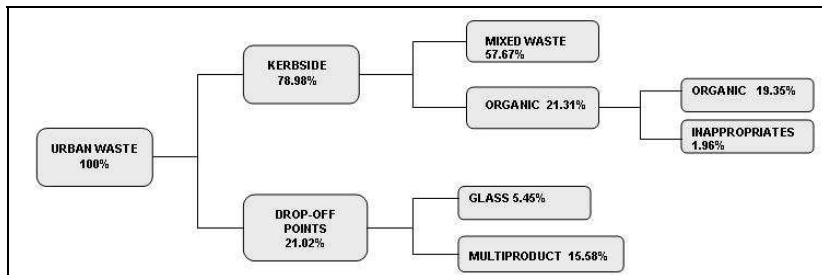 URBAN WASTE
100%
KERBSIDE
78.98%
MIXED WASTE
57.67%
ORGANIC 21.31%
ORGANIC 19.35%
INAPPROPRIATES
1.96%
DROP-OFF
POINTS
21.02%
GLASS 5.45%
MULTIPRODUCT 15.58%